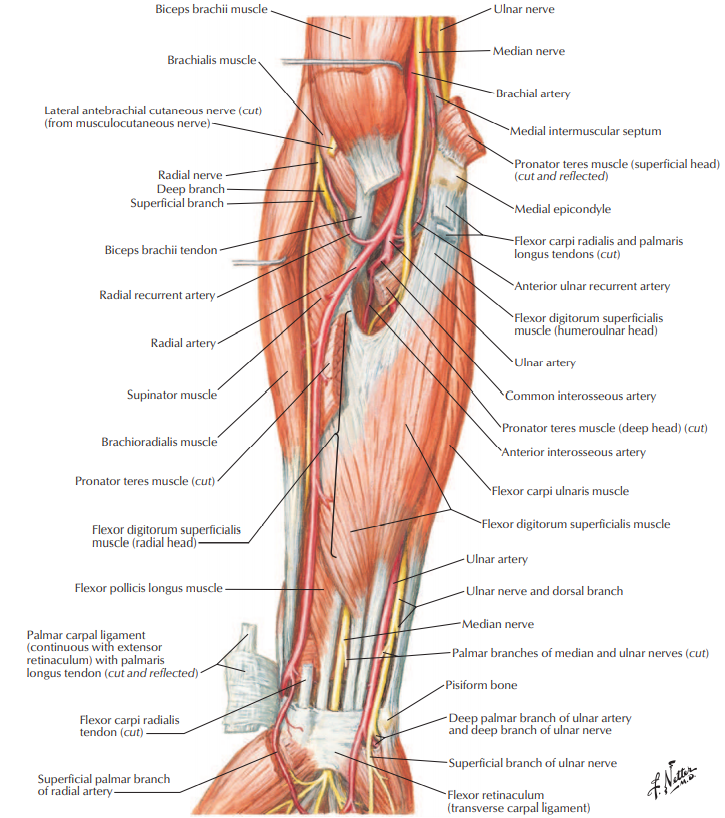 Biceps brachii muscle
Brachialis muscle
Lateral antebrachial cutaneous nerve (cut)
(from musculocutaneous nerve)
Radial nerve
Deep branch
Superficial branch
Biceps brachii tendon
Radial recurrent artery
Radial artery
Supinator muscle
Brachioradialis muscle
Pronator teres muscle (cut)
Flexor digitorum superficialis
muscle (radial head)
Flexor pollicis longus muscle
Palmar carpal ligament
(continuous with extensor
retinaculum) with palmaris
longus tendon (cut and reflected)
Flexor carpi radialis
tendon (cut)
Superficial palmar branch
of radial artery
Ulnar nerve
Median nerve
Brachial artery
Medial intermuscular septum
Pronator teres muscle (superficial head)
(cut and reflected)
Medial epicondyle
Flexor carpi radialis and palmaris
longus tendons (cut)
Anterior ulnar recurrent artery
Flexor digitorum superficialis
muscle (humeroulnar head)
Ulnar artery
Common interosseous artery
Pronator teres muscle (deep head) (cut)
Anterior interosseous artery
Flexor carpi ulnaris muscle
Flexor digitorum superficialis muscle
Ulnar artery
Ulnar nerve and dorsal branch
Median nerve
Palmar branches of median and ulnar nerves (cut)
Pisiform bone
Deep palmar branch of ulnar artery
and deep branch of ulnar nerve
Superficial branch of ulnar nerve
Flexor retinaculum
(transverse carpal ligament)
F. Netter
M.D.